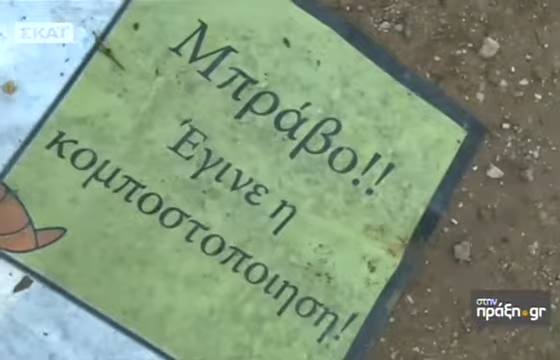 ΣΚΑΪ
Μπράβο!!
Έγινε η
κομποστοποίηση!
στην
πράξη.gr